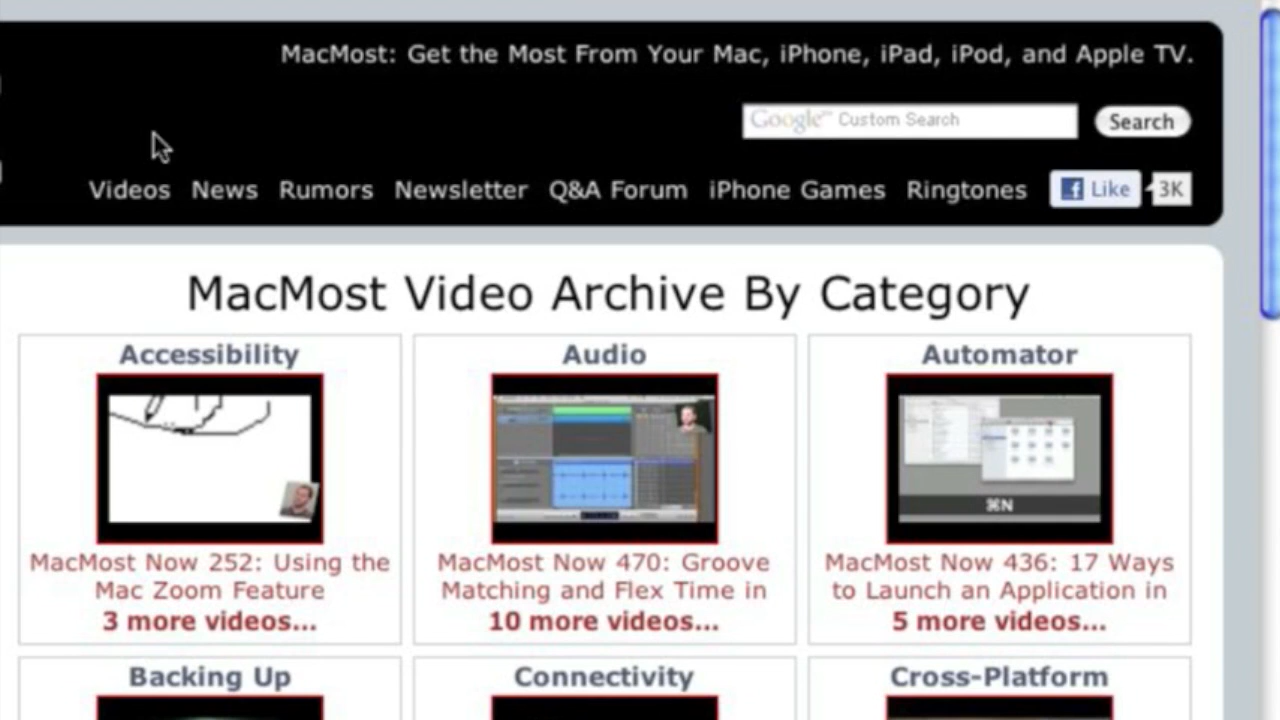 MacMost: Get the Most From Your Mac, iPhone, iPad, iPod, and Apple TV.
Google™ Custom Search
Search
Videos News Rumors Newsletter Q&A Forum iPhone Games Ringtones Like 3K
MacMost Video Archive By Category
Accessibility Audio Automator
⌘N
MacMost Now 252: Using the MacMost Now 470: Groove MacMost Now 436: 17 Ways
Mac Zoom Feature Matching and Flex Time in to Launch an Application in
3 more videos... 10 more videos... 5 more videos...
Backing Up Connectivity Cross-Platform